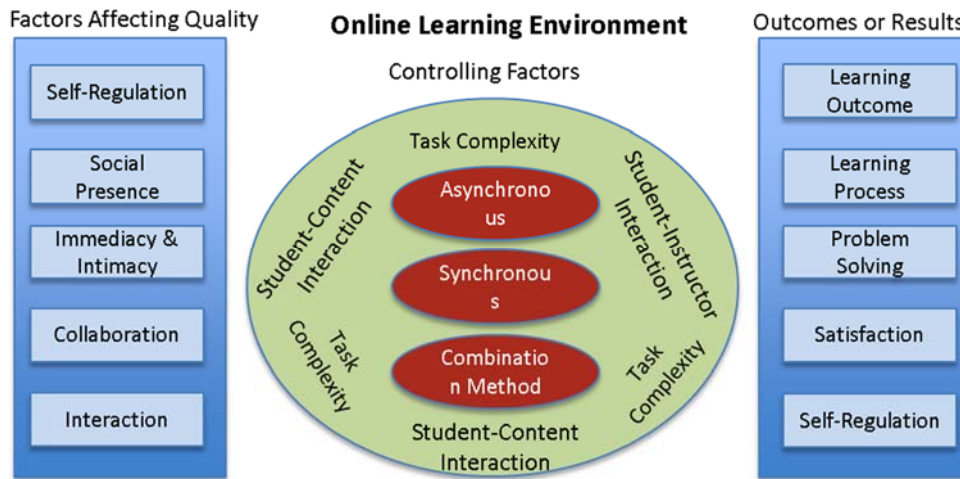 Factors Affecting Quality
Self-Regulation
Social
Presence
Immediacy &
Intimacy
Collaboration
Interaction
Online Learning Environment
Controlling Factors
Task Complexity
Student-Content
Interaction
Student-Instructor
Interaction
Asynchrono
us
Synchronou
s
Combinatio
n Method
Task
Complexity
Task
Complexity
Student-Content
Interaction
Outcomes or Results
Learning
Outcome
Learning
Process
Problem
Solving
Satisfaction
Self-Regulation